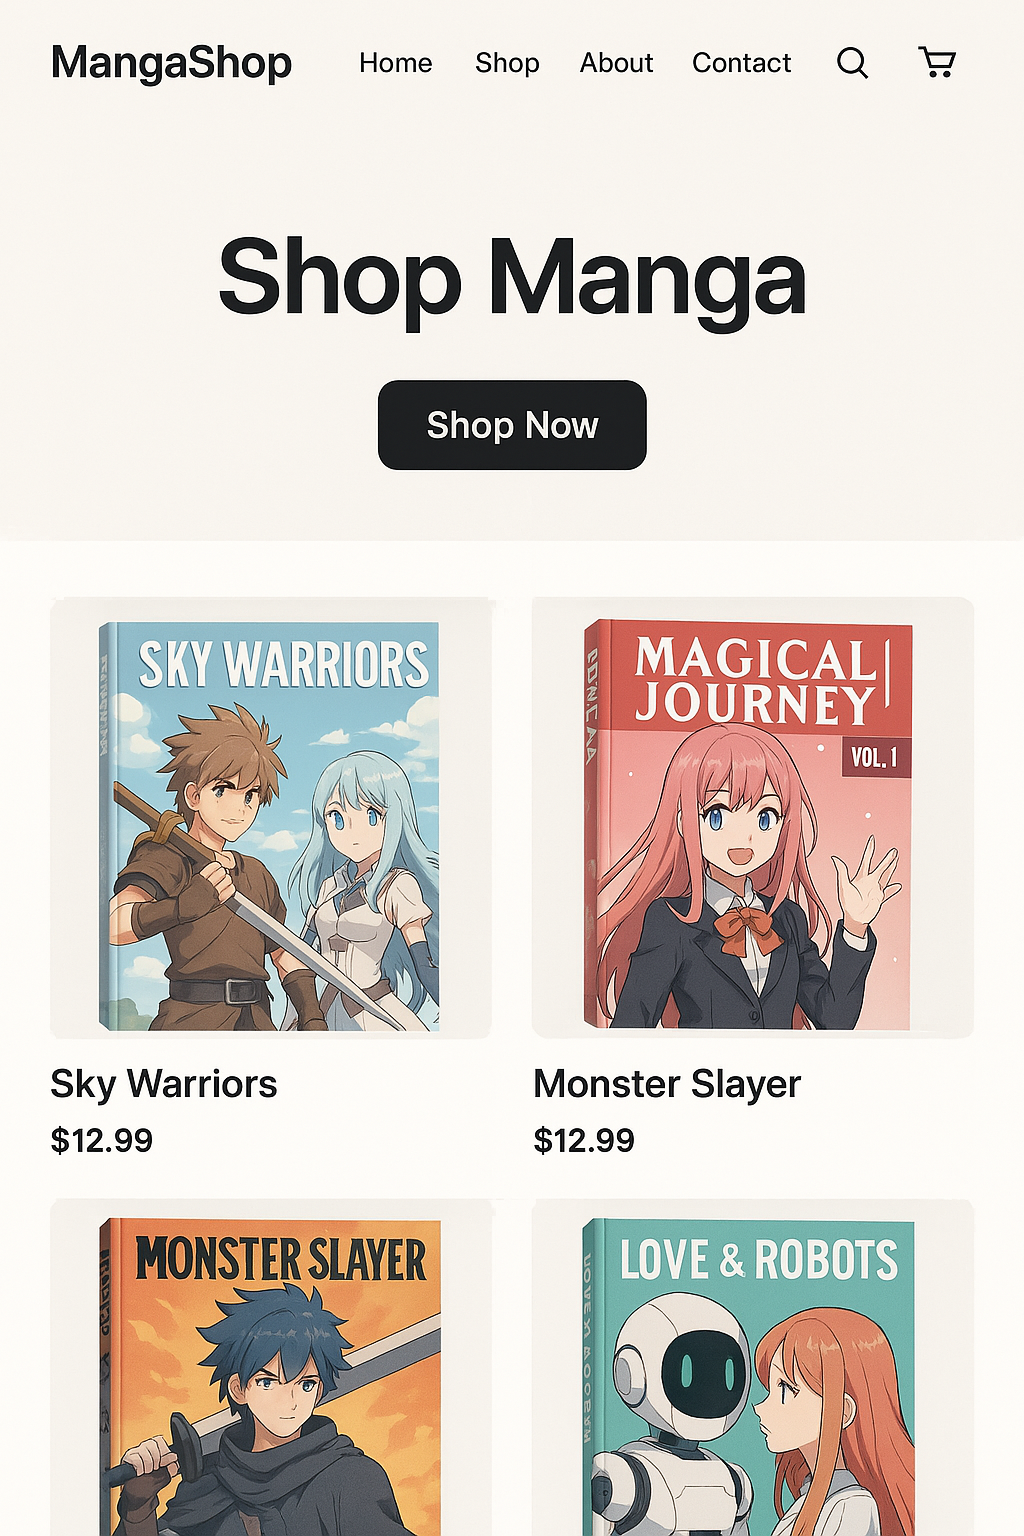 MangaShop
Home
Shop
About
Contact
Shop Manga
Shop Now
SKY WARRIORS
MAGICAL
JOURNEY
VOL. 1
Sky Warriors
$12.99
Monster Slayer
$12.99
MONSTER SLAYER
LOVE & ROBOTS